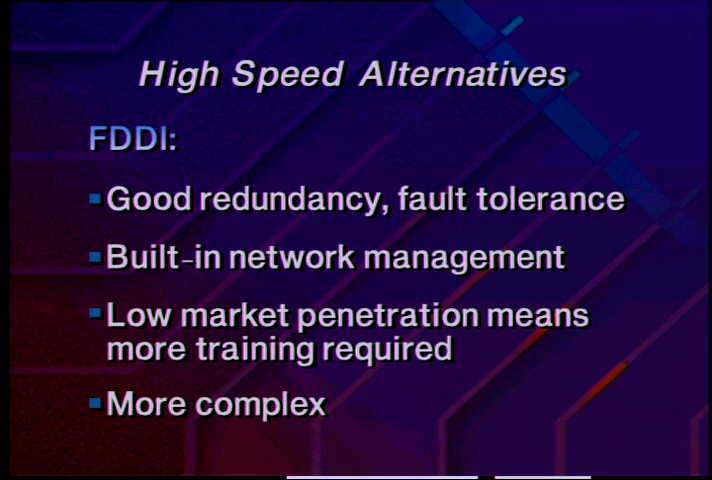 High Speed Alternatives
FDDI:
Good redundancy, fault tolerance
Built-in network management
Low market penetration means
more training required
More complex